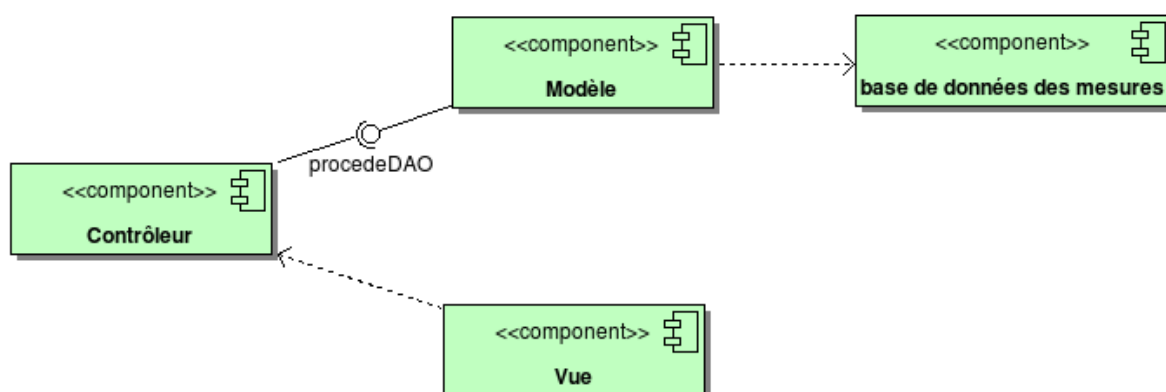 <<component>>
Modèle
<<component>>
base de données des mesures
procedeDAO
<<component>>
Contrôleur
<<component>>
Vue